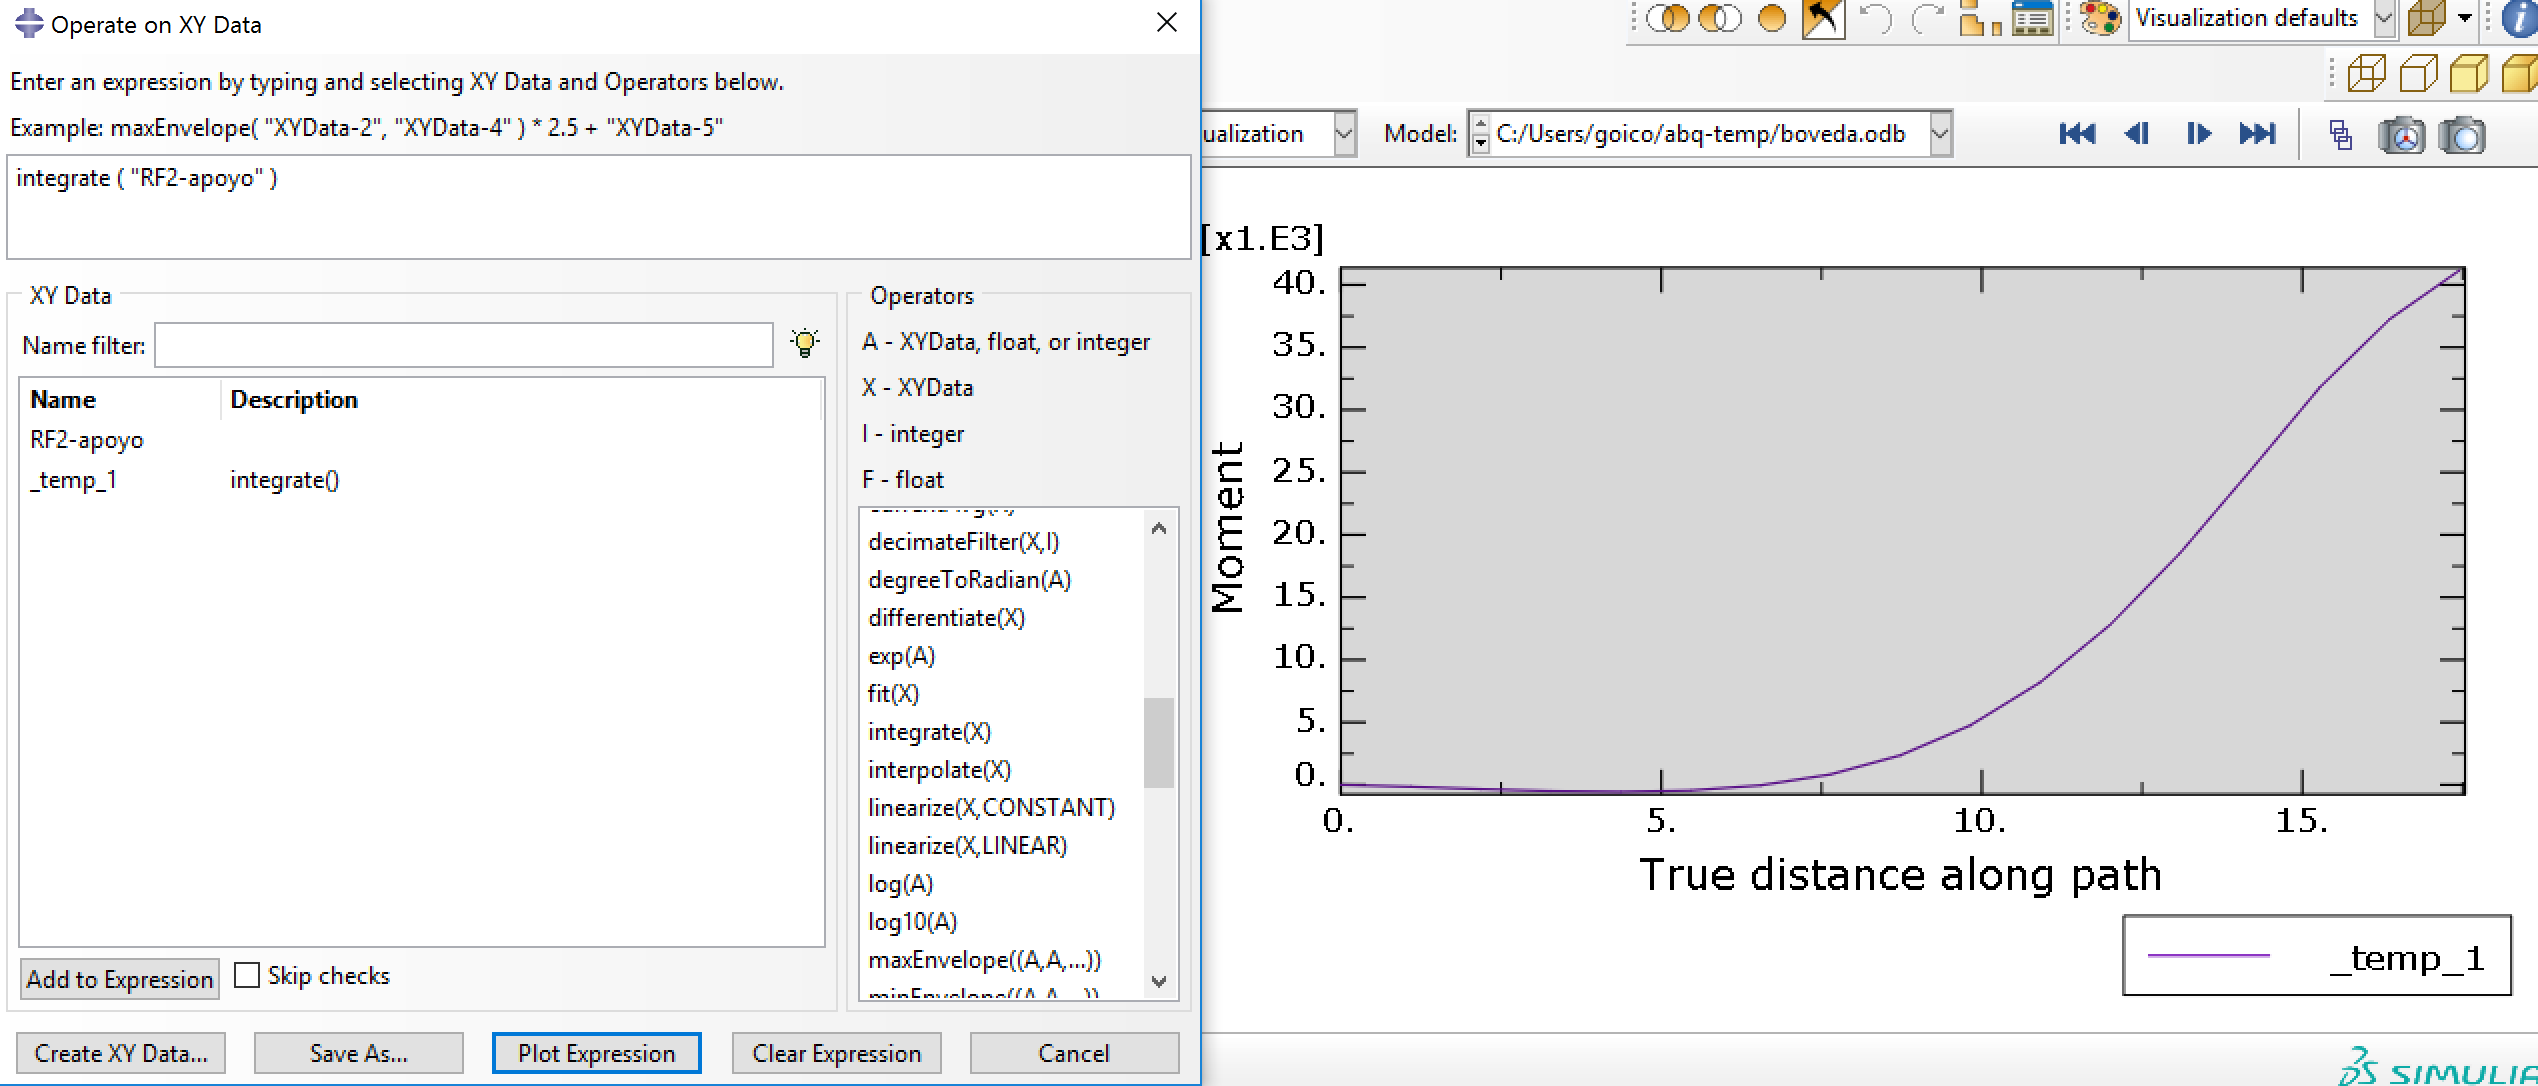 Operate on XY Data
Enter an expression by typing and selecting XY Data and Operators below.
Example: maxEnvelope( "XYData-2", "XYData-4" ) * 2.5 + "XYData-5"
integrate ( "RF2-apoyo" )
XY Data
Name filter:
Name Description
RF2-apoyo
_temp_1 integrate()
Add to Expression
Skip checks
Operators
A - XYData, float, or integer
X - XYData
I - integer
F - float
decimateFilter(X,I)
degreeToRadian(A)
differentiate(X)
exp(A)
fit(X)
integrate(X)
interpolate(X)
linearize(X,CONSTANT)
linearize(X,LINEAR)
log(A)
log10(A)
maxEnvelope((A,A,...))
minEnvelope((A,A,...))
Create XY Data...
Save As...
Plot Expression
Clear Expression
Cancel
Visualization defaults
ualization
Model:
C:/Users/goico/abq-temp/boveda.odb
[x1.E3]
40.
35.
30.
25.
20.
15.
10.
5.
0.
Moment
0. 5. 10. 15.
True distance along path
_temp_1
SIMULIA